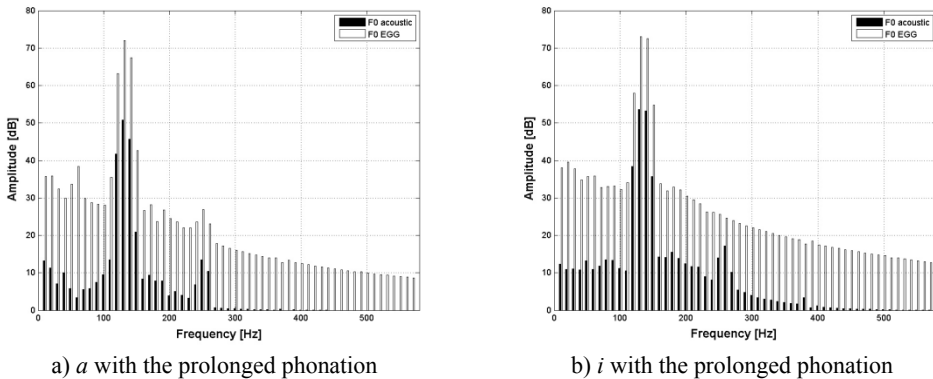 80
70
60
50
40
30
20
10
0
Amplitude [dB]
0 100 200 300 400 500
Frequency [Hz]
F0 acoustic
F0 EGG
a) a with the prolonged phonation
80
70
60
50
40
30
20
10
0
Amplitude [dB]
0 100 200 300 400 500
Frequency [Hz]
F0 acoustic
F0 EGG
b) i with the prolonged phonation